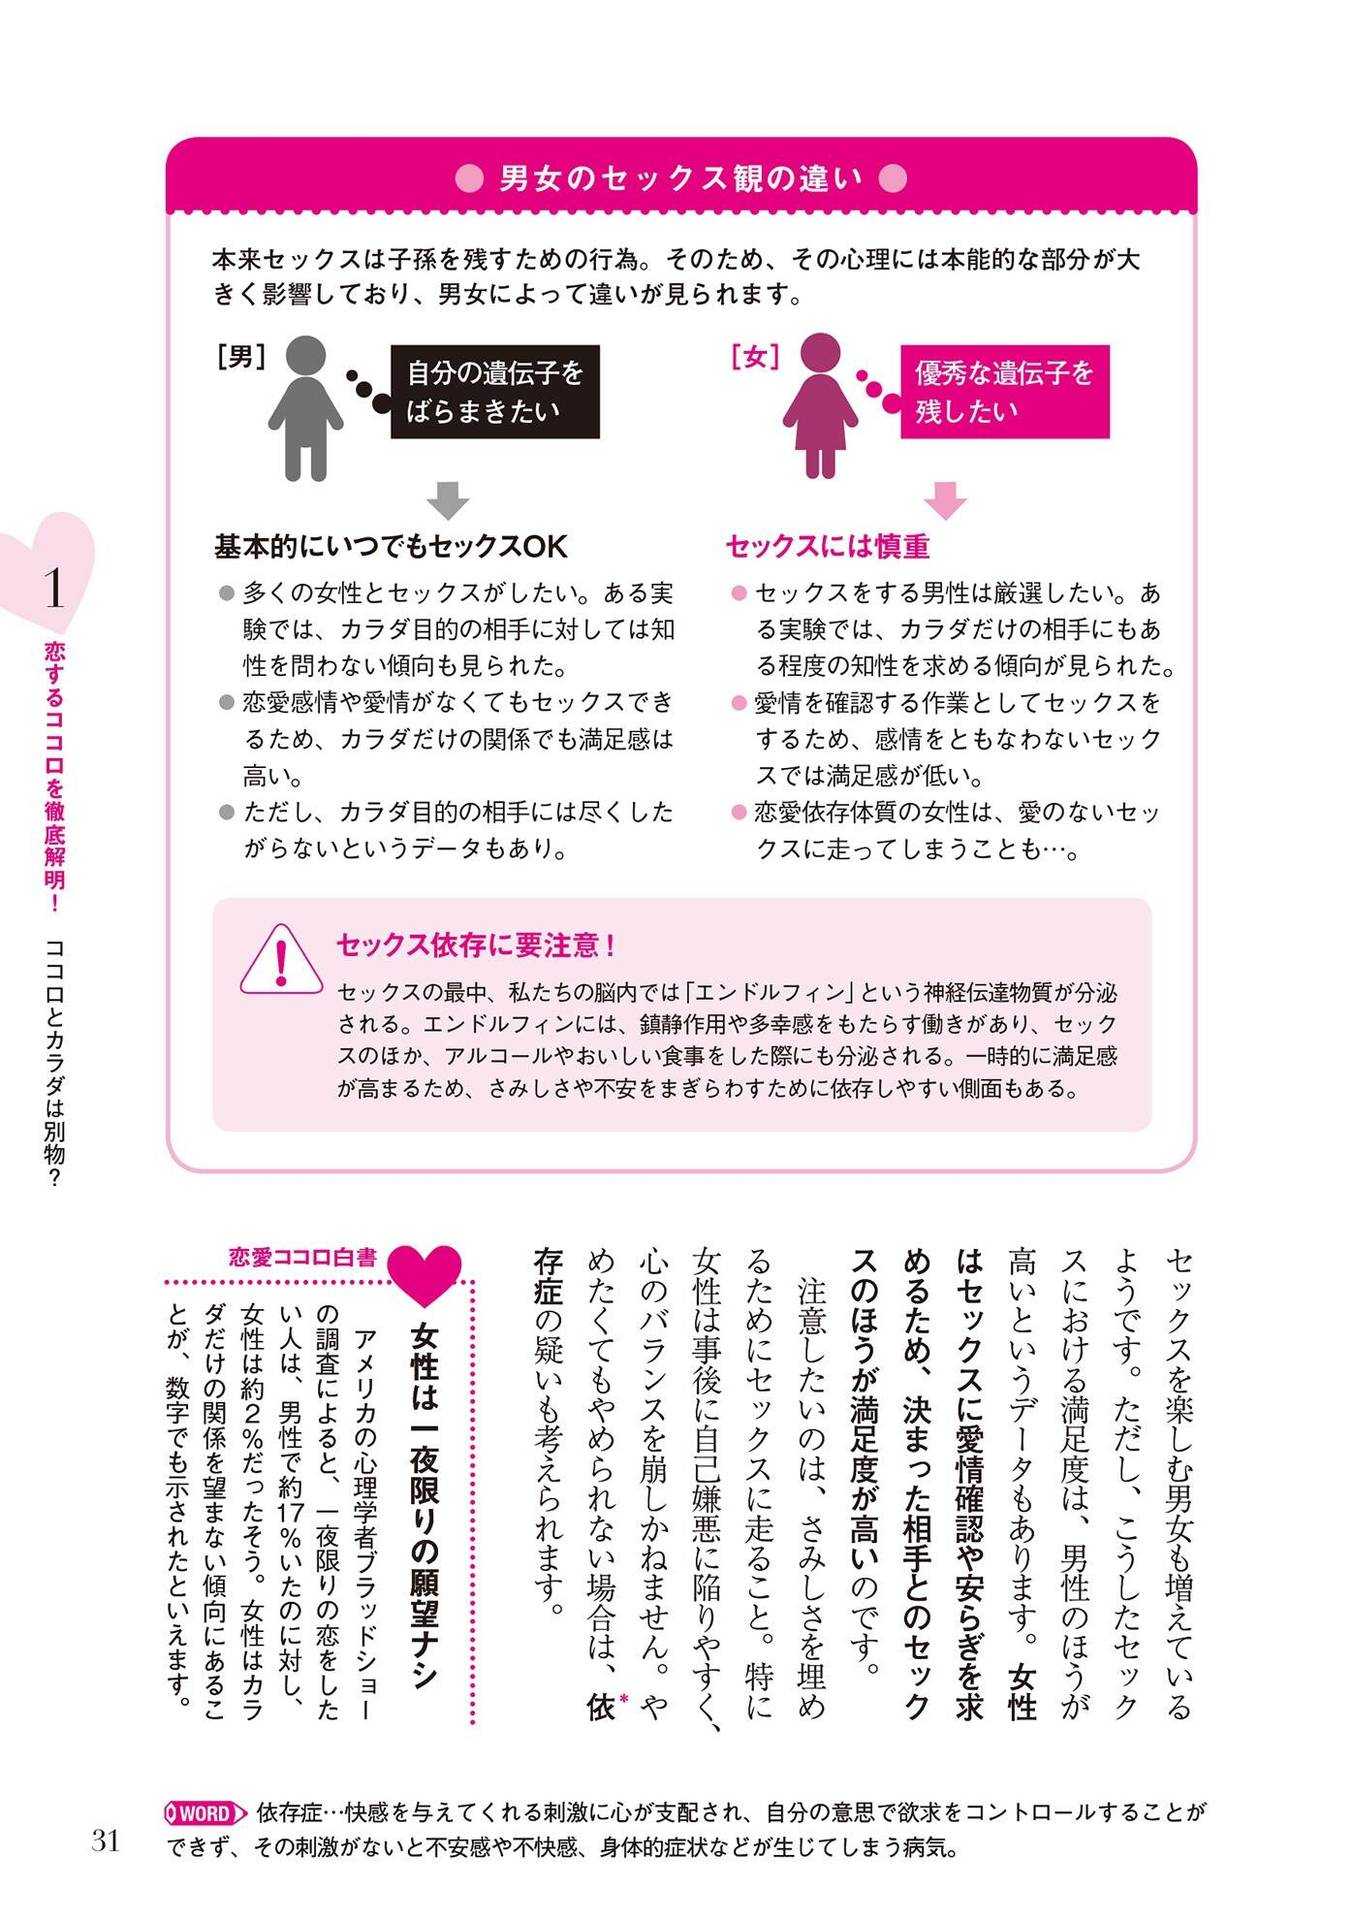 男女のセックス観の違い
本来セックスは子孫を残すための行為。そのため、その心理には本能的な部分が大
きく影響しており、男女によって違いが見られます。
[男]
自分の遺伝子を
ばらまきたい
基本的にいつでもセックスOK
●多くの女性とセックスがしたい。ある実
験では、カラダ目的の相手に対しては知
性を問わない傾向も見られた。
●恋愛感情や愛情がなくてもセックスでき
るため、カラダだけの関係でも満足感は
高い。
●ただし、カラダ目的の相手には尽くした
がらないというデータもあり。
[女]
優秀な遺伝子を
残したい
セックスには慎重
●セックスをする男性は厳選したい。あ
る実験では、カラダだけの相手にもあ
る程度の知性を求める傾向が見られた。
●愛情を確認する作業としてセックスを
するため、感情をともなわないセック
スでは満足感が低い。
●恋愛依存体質の女性は、愛のないセッ
クスに走ってしまうことも…。
セックス依存に要注意!
セックスの最中、私たちの脳内では「エンドルフィン」という神経伝達物質が分泌
される。エンドルフィンには、鎮静作用や多幸感をもたらす働きがあり、セック
スのほか、アルコールやおいしい食事をした際にも分泌される。一時的に満足感
が高まるため、さみしさや不安をまぎらわすために依存しやすい側面もある。
1
恋するココロを徹底解明! ココロとカラダは別物?
セックスを楽しむ男女も増えている
ようです。ただし、こうしたセック
スにおける満足度は、男性のほうが
高いというデータもあります。女性
はセックスに愛情確認や安らぎを求
めるため、決まった相手とのセック
スのほうが満足度が高いのです。
注意したいのは、さみしさを埋め
るためにセックスに走ること。特に
女性は事後に自己嫌悪に陥りやすく、
心のバランスを崩しかねません。や
めたくてもやめられない場合は、依*
存症の疑いも考えられます。
恋愛ココロ白書
女性は一夜限りの願望ナシ
アメリカの心理学者ブラッドショー
の調査によると、一夜限りの恋をした
い人は、男性で約17%いたのに対し、
女性は約2%だったそう。女性はカラ
ダだけの関係を望まない傾向にあるこ
とが、数字でも示されたといえます。
WORD 依存症…快感を与えてくれる刺激に心が支配され、自分の意思で欲求をコントロールすることが
できず、その刺激がないと不安感や不快感、身体的症状などが生じてしまう病気。
31